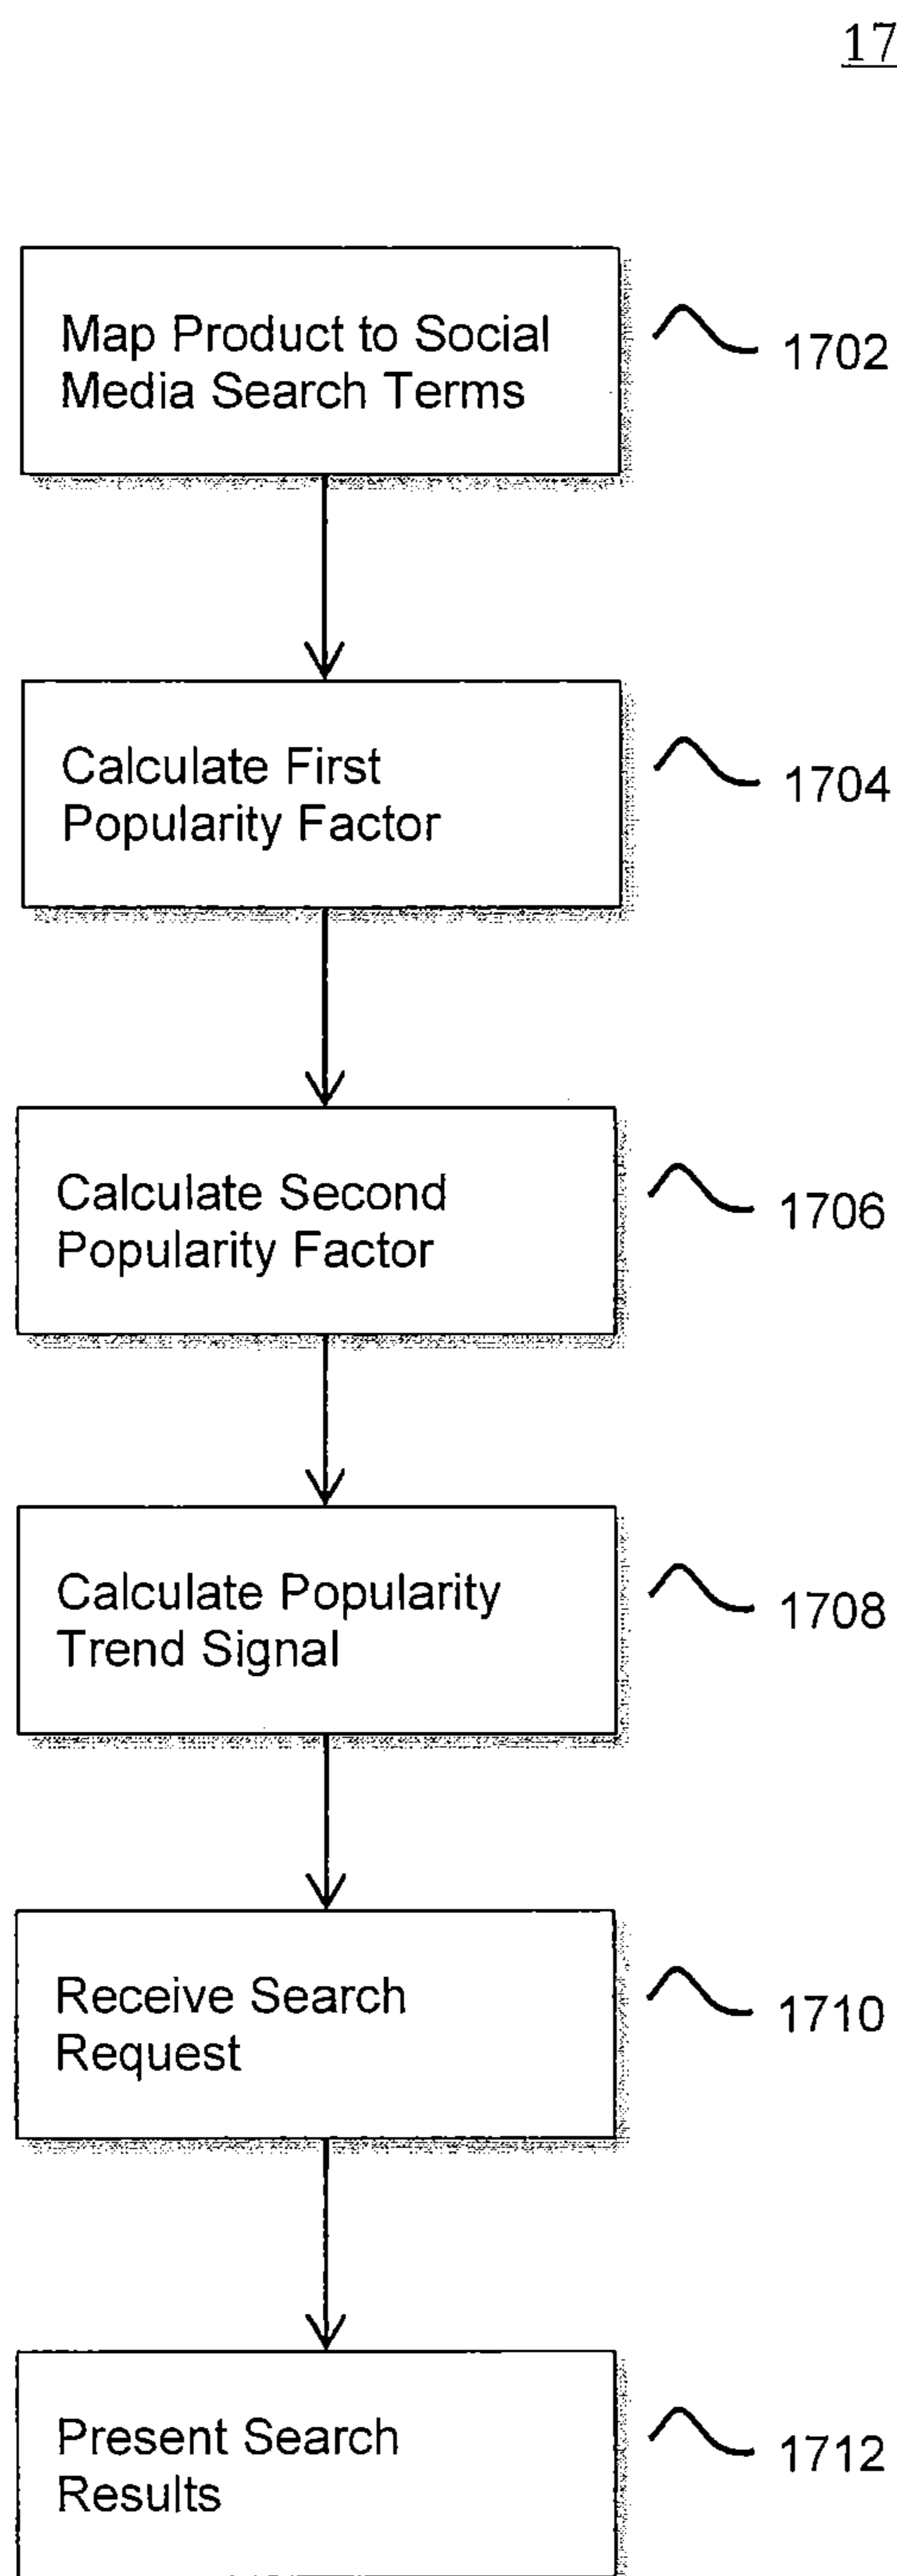 17
Map Product to Social
Media Search Terms
1702
Calculate First
Popularity Factor
1704
Calculate Second
Popularity Factor
1706
Calculate Popularity
Trend Signal
1708
Receive Search
Request
1710
Present Search
Results
1712